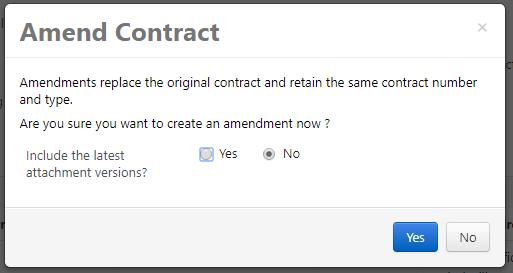 Amend Contract
×
Amendments replace the original contract and retain the same contract number
and type.
Are you sure you want to create an amendment now ?
Include the latest Yes No
attachment versions?
Yes No